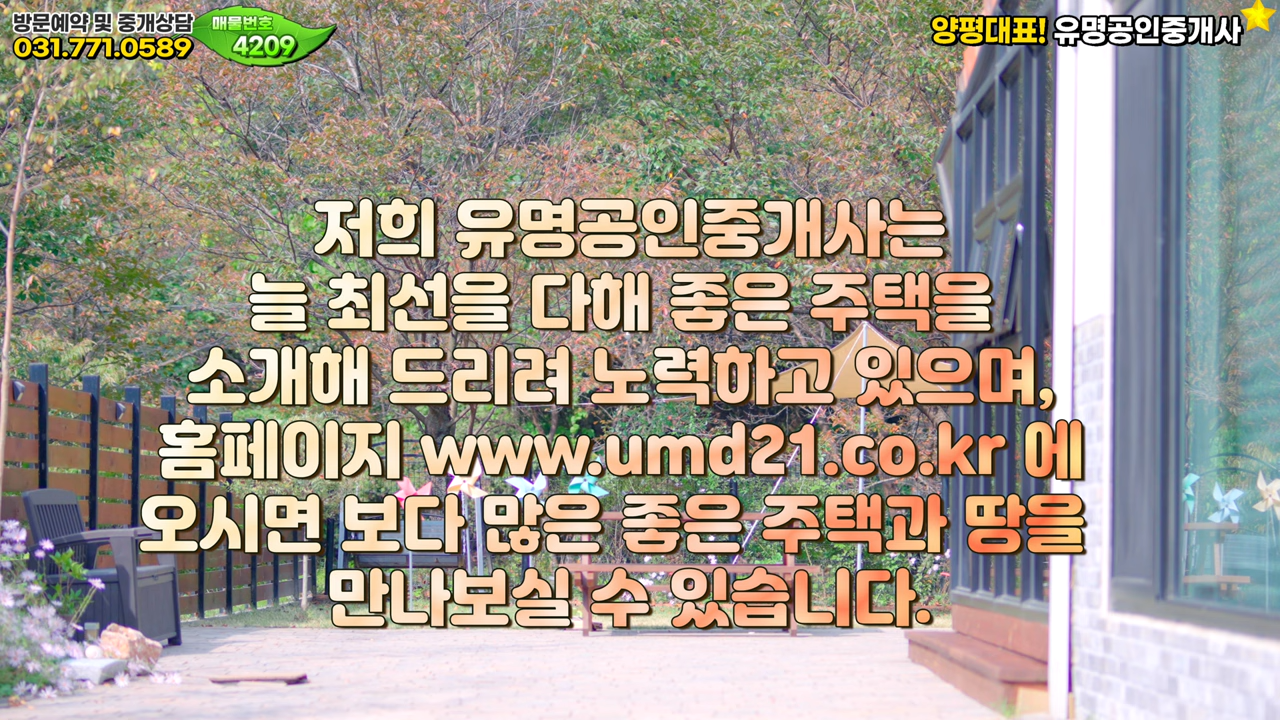 방문예약 및 중개상담
031.771.0589
매물번호
4209
양평대표! 유명공인중개사
저희 유명공인중개사는
늘 최선을 다해 좋은 주택을
소개해 드리려 노력하고 있으며,
홈페이지 www.umd21.co.kr 에
오시면 보다 많은 좋은 주택과 땅을
만나보실 수 있습니다.